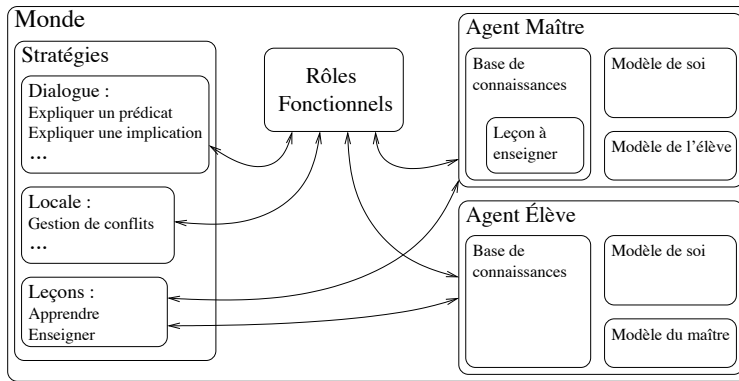 Monde
Stratégies
Dialogue :
Expliquer un prédicat
Expliquer une implication
...
Locale :
Gestion de conflits
...
Leçons :
Apprendre
Enseigner
Rôles
Fonctionnels
Agent Maître
Base de
connaissances
Leçon à
enseigner
Modèle de soi
Modèle de l'élève
Agent Élève
Base de
connaissances
Modèle de soi
Modèle du maître